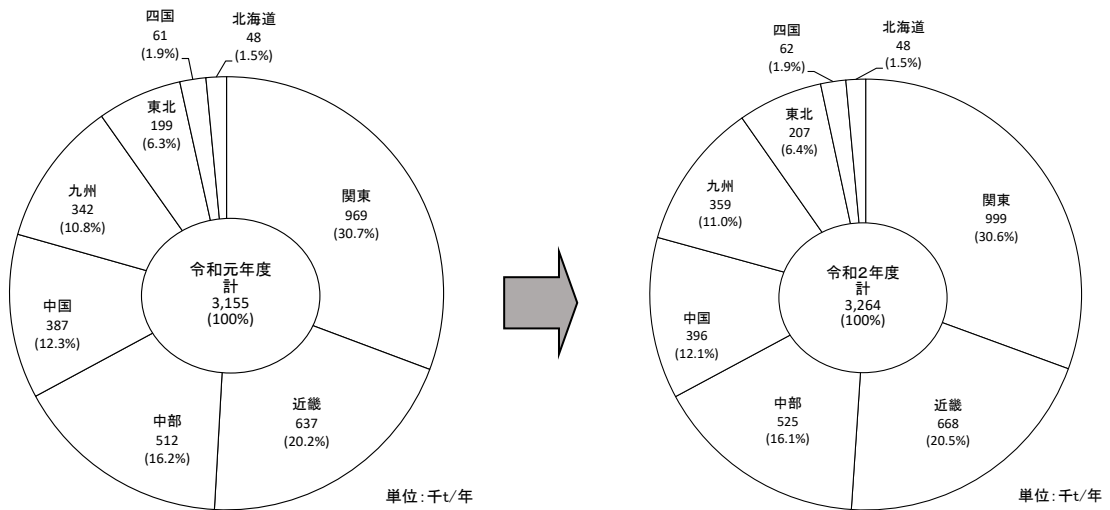 四国
61
(1.9%)
北海道
48
(1.5%)
東北
199
(6.3%)
九州
342
(10.8%)
関東
969
(30.7%)
令和元年度
計
3,155
(100%)
中国
387
(12.3%)
中部
512
(16.2%)
近畿
637
(20.2%)
単位：千t/年
四国
62
(1.9%)
北海道
48
(1.5%)
東北
207
(6.4%)
九州
359
(11.0%)
関東
999
(30.6%)
令和２年度
計
3,264
(100%)
中国
396
(12.1%)
中部
525
(16.1%)
近畿
668
(20.5%)
単位：千t/年